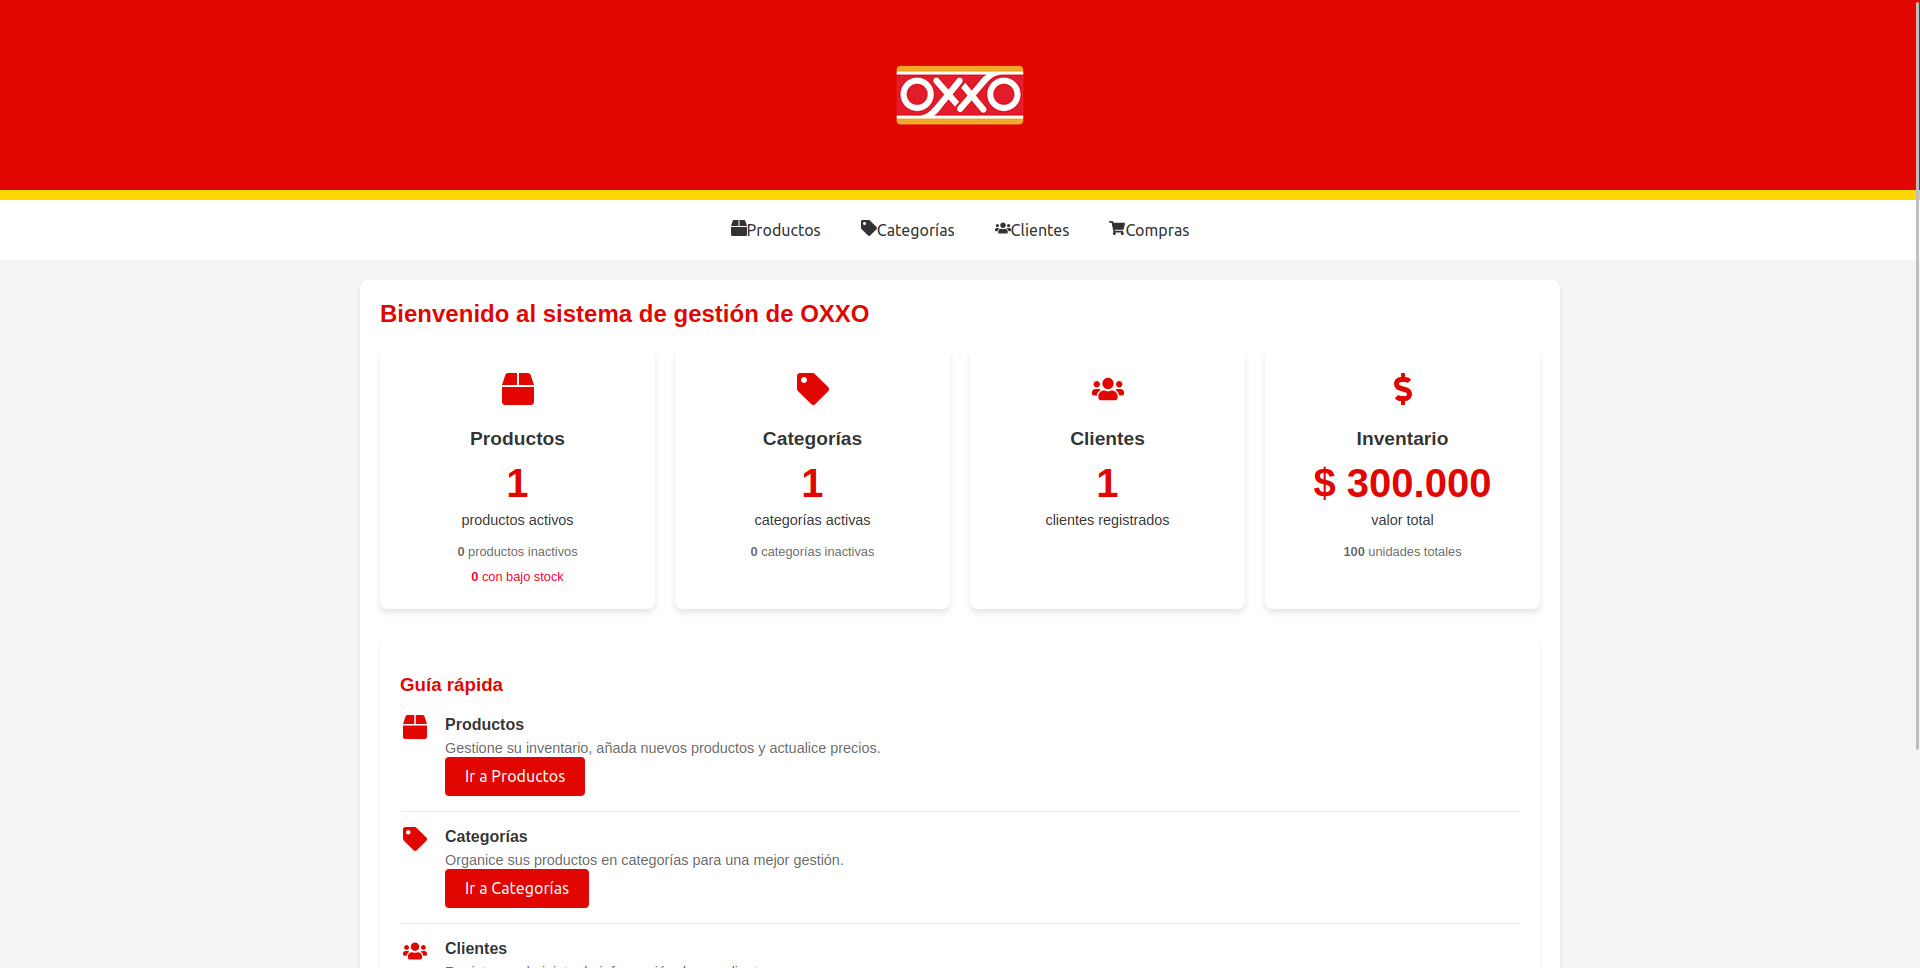 OXXO
Productos Categorías Clientes Compras
Bienvenido al sistema de gestión de OXXO
Productos
1
productos activos
0 productos inactivos
0 con bajo stock
Categorías
1
categorías activas
0 categorías inactivas
Clientes
1
clientes registrados
Inventario
$ 300.000
valor total
100 unidades totales
Guía rápida
Productos
Gestione su inventario, añada nuevos productos y actualice precios.
Ir a Productos
Categorías
Organice sus productos en categorías para una mejor gestión.
Ir a Categorías
Clientes